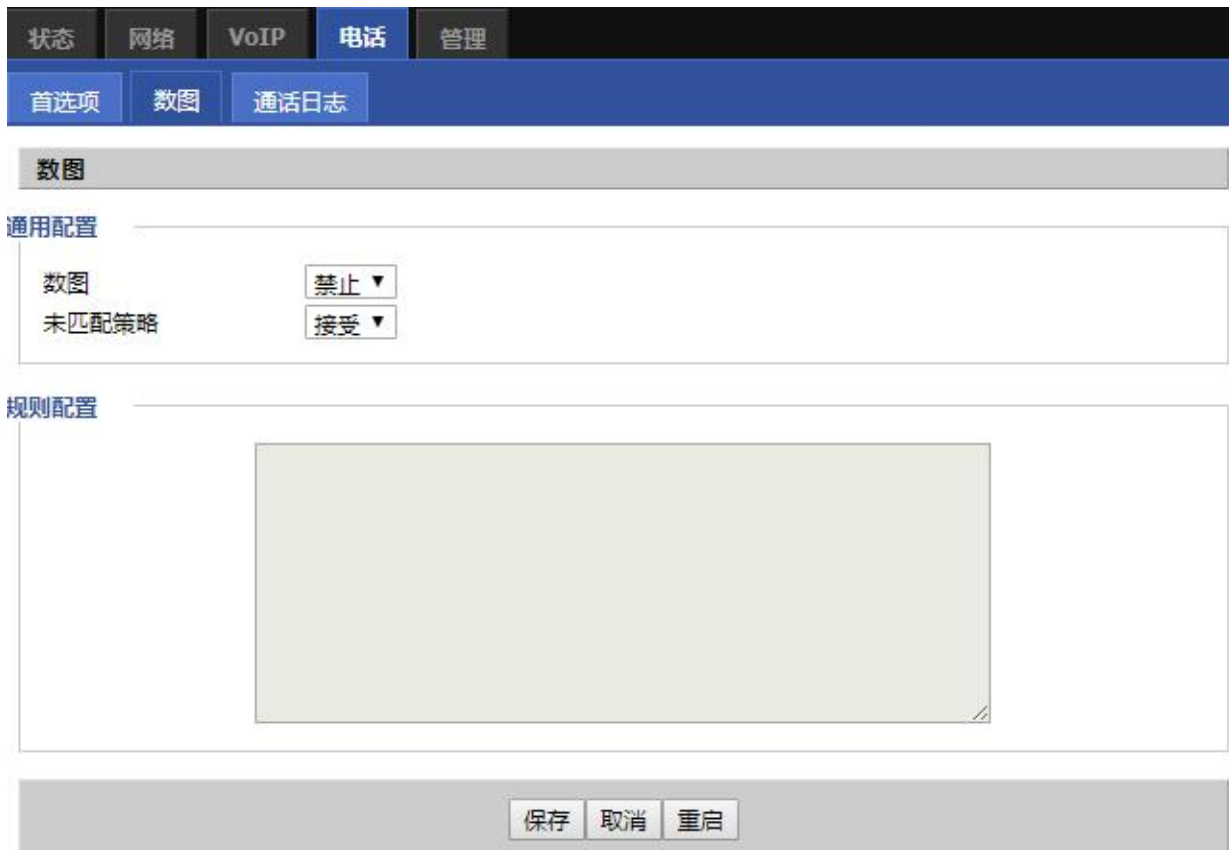 状态 网络 VoIP 电话 管理
首选项 数图 通话日志
数图
通用配置
数图 禁止
未匹配策略 接受
规则配置
保存 取消 重启